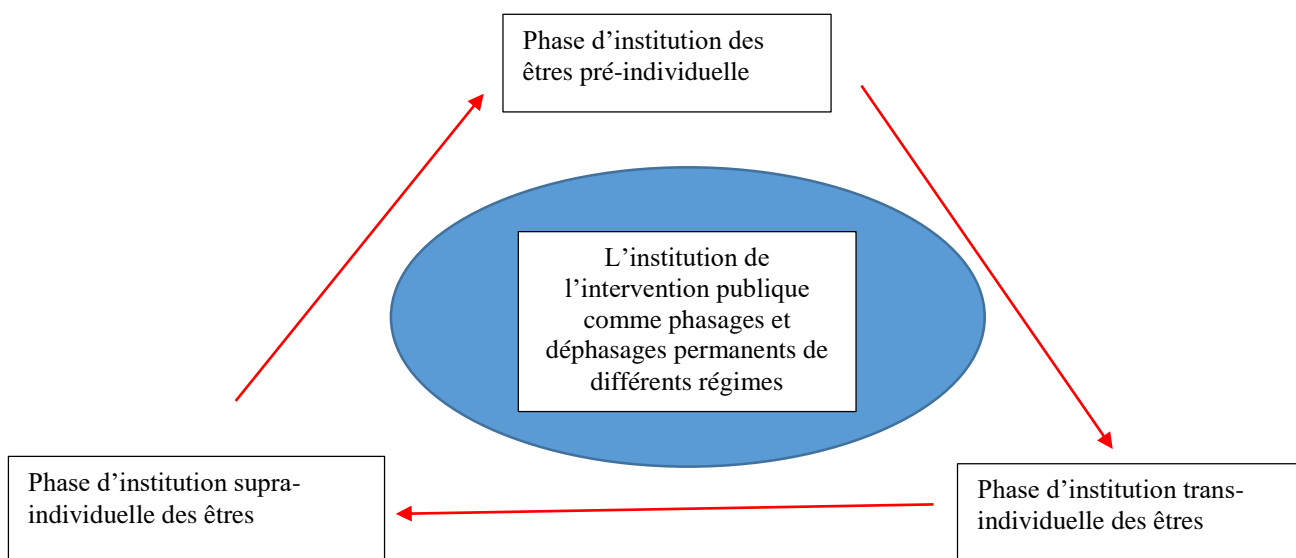 Phase d’institution des
êtres pré-individuelle
L’institution de
l’intervention publique
comme phasages et
déphasages permanents de
différents régimes
Phase d’institution supra-
individuelle des êtres
Phase d’institution trans-
individuelle des êtres